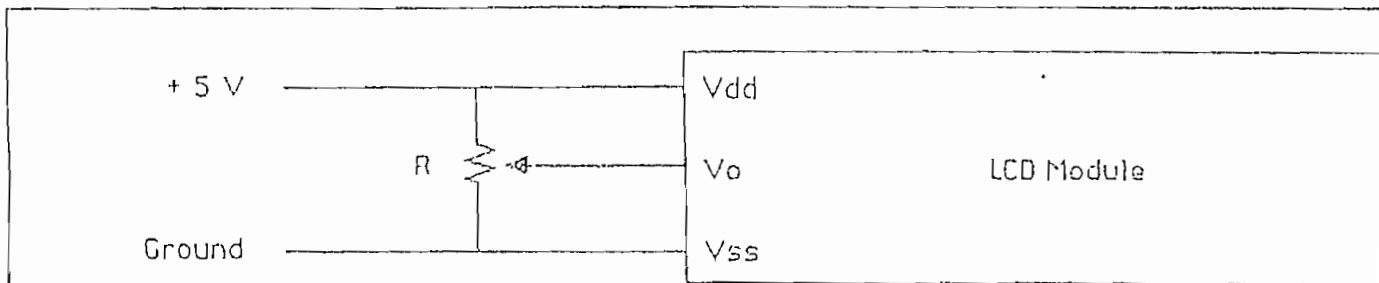 + 5 V
Vdd
R
Vo
LCD Module
Ground
Vss